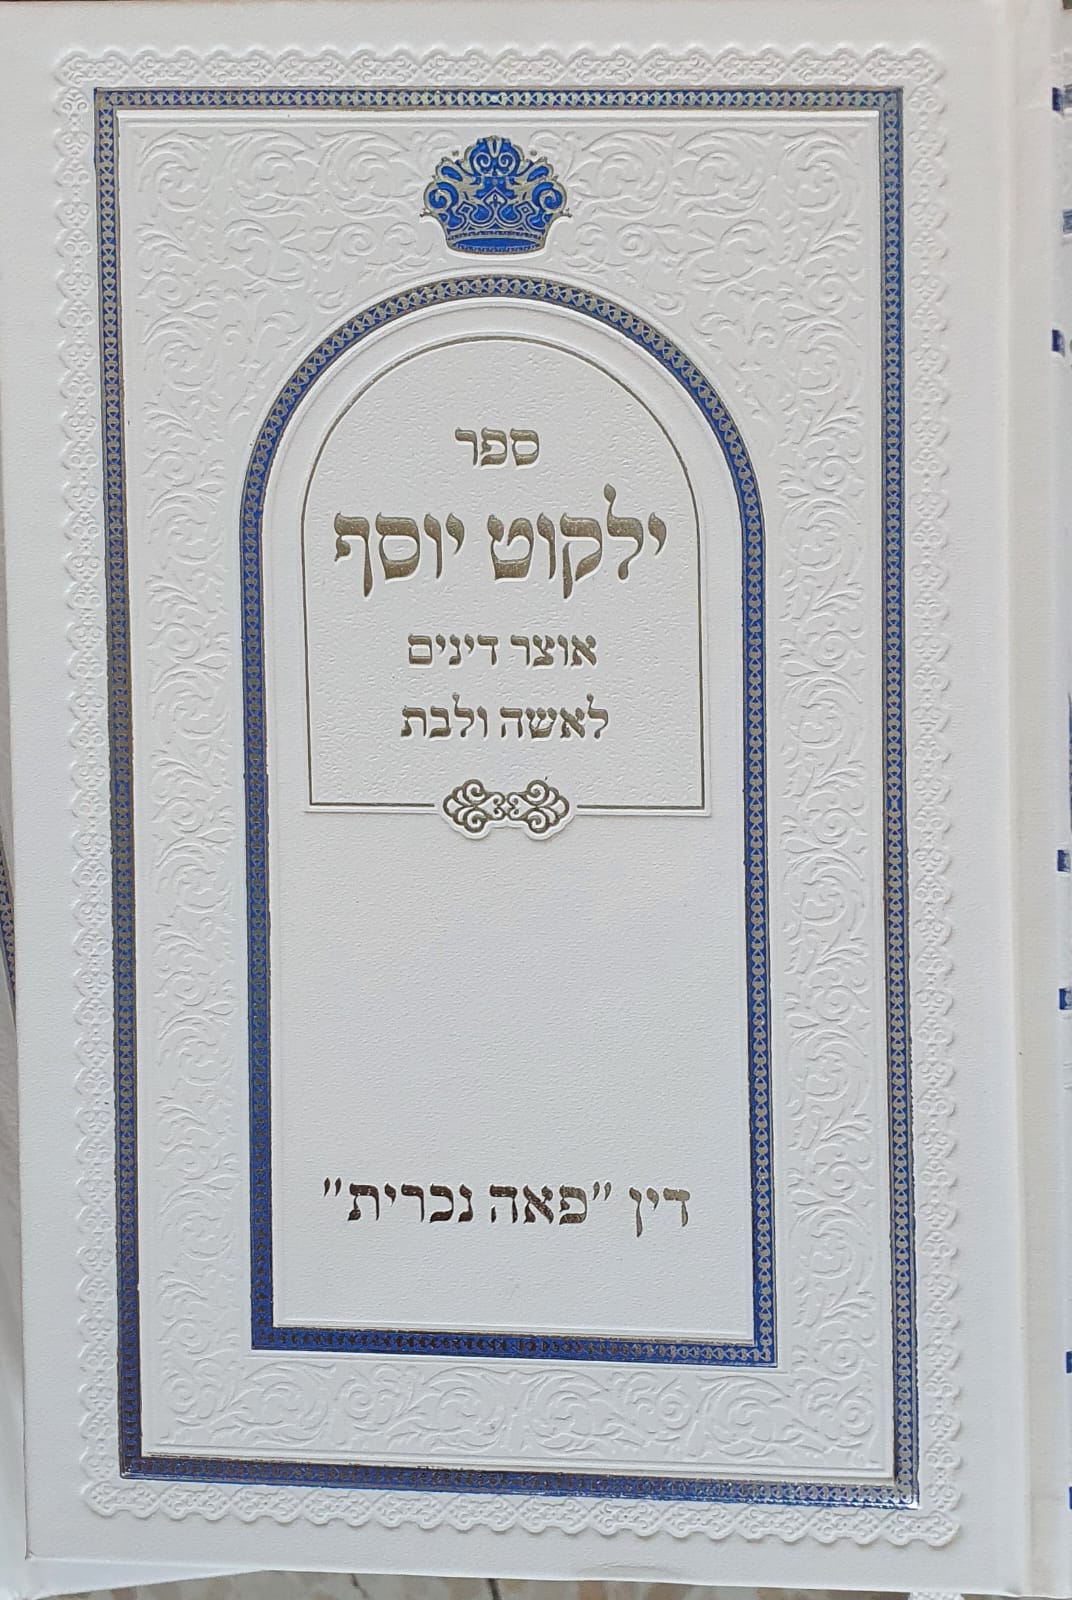 ספר
ילקוט יוסף
אוצר דינים
לאשה ולבת
דין "פאה נכרית"